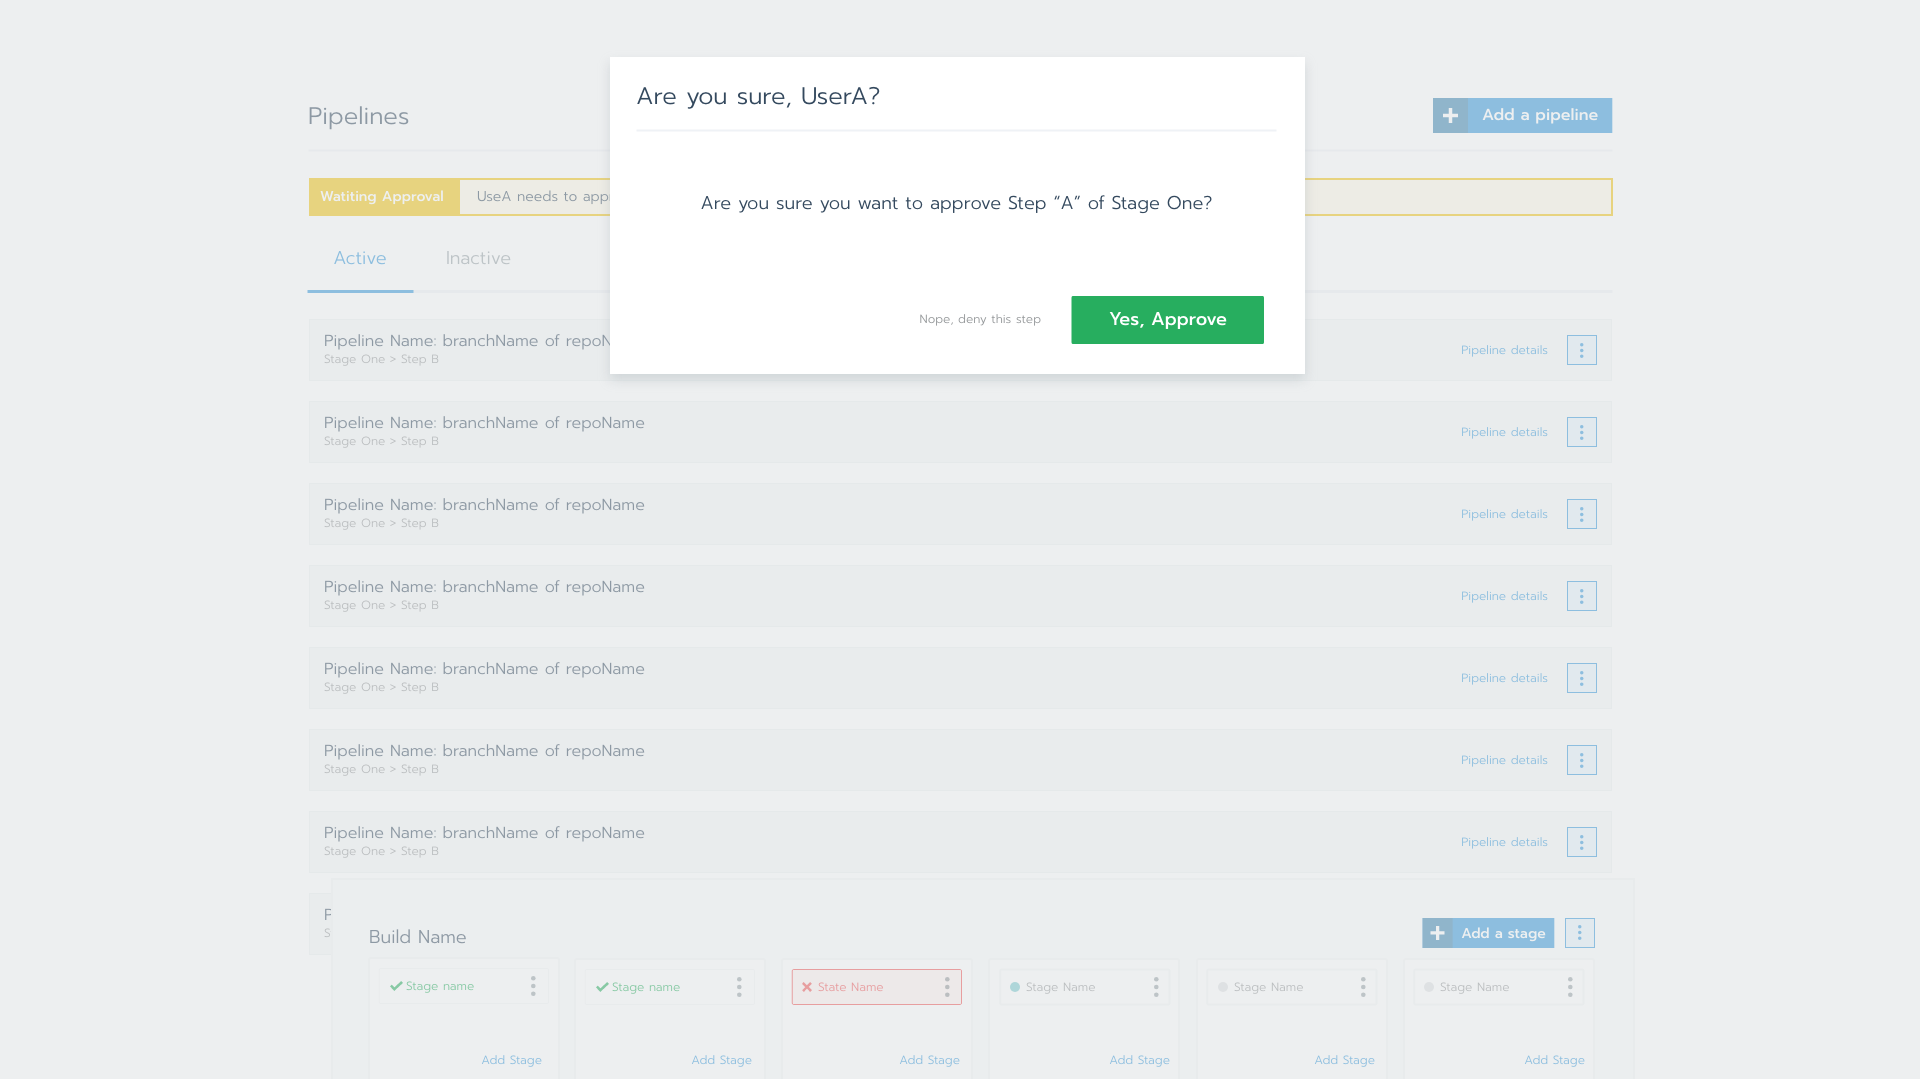 Are you sure, UserA?
Pipelines
Add a pipeline
Are you sure you want to approve Step “A” of Stage One?
Watiting Approval
UseA needs to app
Active
Inactive
Nope, deny this step
Yes, Approve
Pipeline Name: branchName of repoN
Stage One > Step B
Pipeline details
Pipeline Name: branchName of repoName
Stage One > Step B
Pipeline details
Pipeline Name: branchName of repoName
Stage One > Step B
Pipeline details
Pipeline Name: branchName of repoName
Stage One > Step B
Pipeline details
Pipeline Name: branchName of repoName
Stage One > Step B
Pipeline details
Pipeline Name: branchName of repoName
Stage One > Step B
Pipeline details
Pipeline Name: branchName of repoName
Stage One > Step B
Pipeline details
P
S
Build Name
Add a stage
Stage name
Stage name
State Name
Stage Name
Stage Name
Stage Name
Add Stage
Add Stage
Add Stage
Add Stage
Add Stage
Add Stage